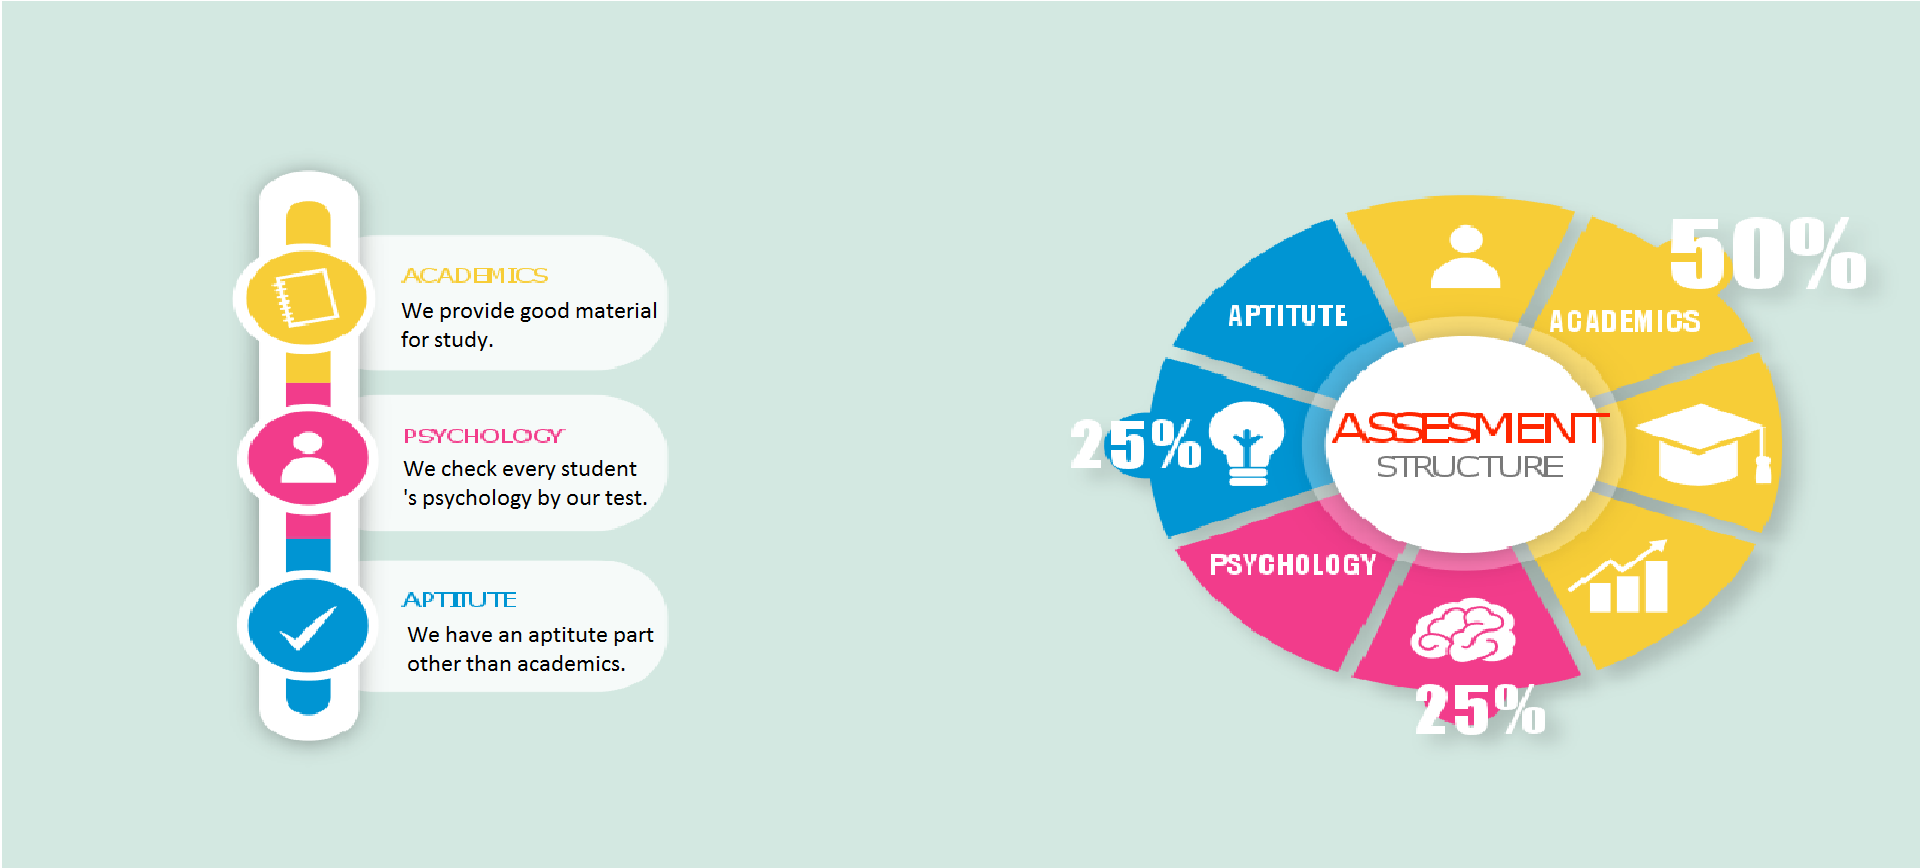 ACADEMICS
We provide good material
for study.
PSYCHOLOGY
We check every student
's psychology by our test.
APTITUTE
We have an aptitute part
other than academics.
50%
APTITUTE
ACADEMICS
25%
ASSESMENT
STRUCTURE
PSYCHOLOGY
25%